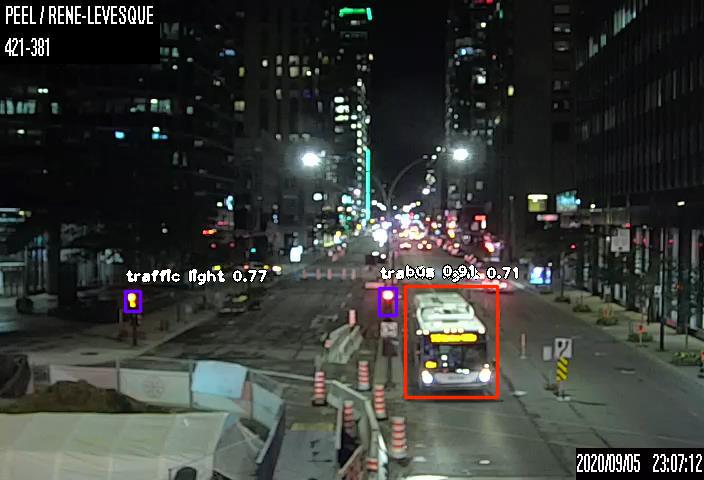 PEEL / RENE-LEVESQUE
421-381
traffic light 0.77
bus 0.91
0.71
2020/09/05 23:07:12